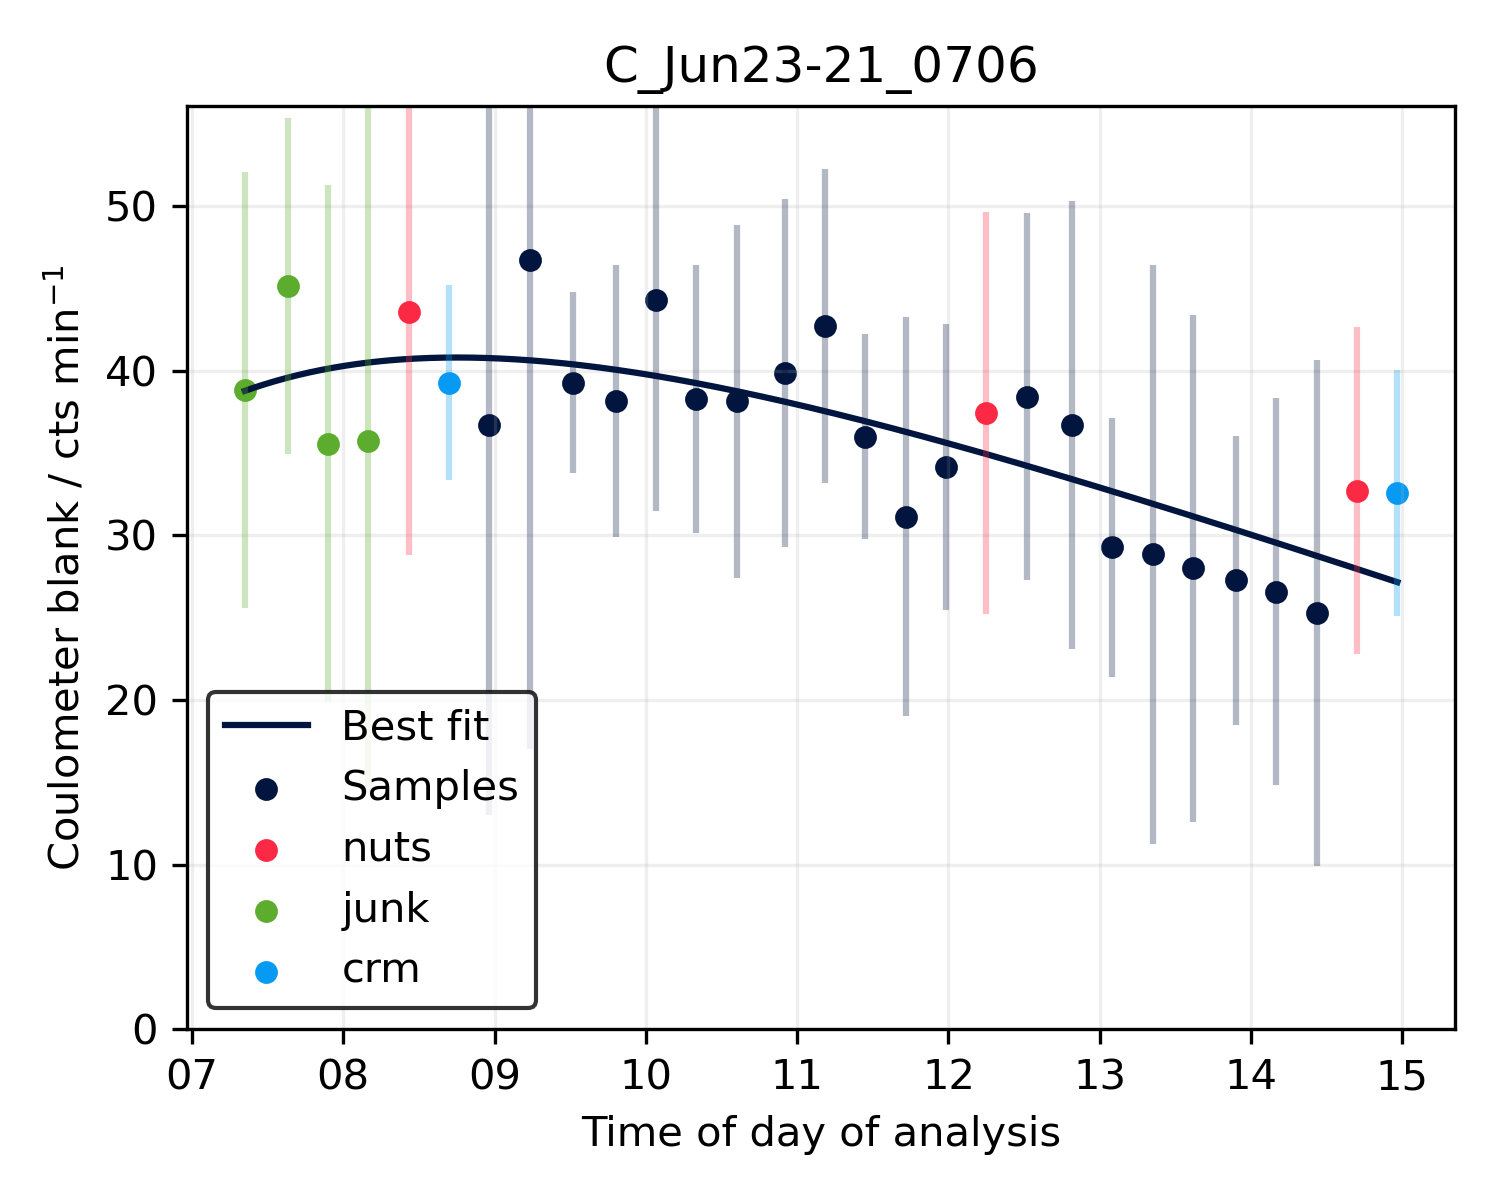 C_Jun23-21_0706
Coulometer blank / cts min⁻¹
50
40
30
20
10
0
Best fit
Samples
nuts
junk
crm
07 08 09 10 11 12 13 14 15
Time of day of analysis